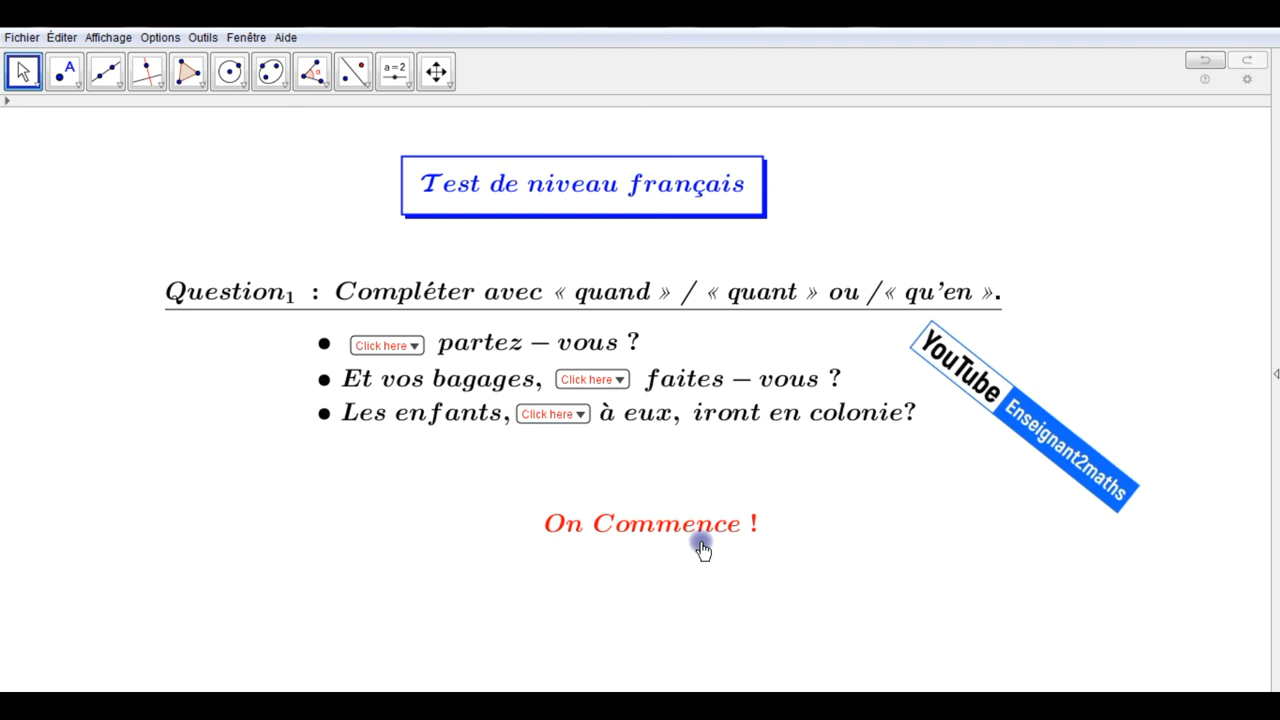 Fichier Éditer Affichage Options Outils Fenêtre Aide
A
α
a = 2
Test de niveau français
Question1 : Compléter avec « quand » / « quant » ou /« qu'en ».
● Click here partez – vous ?
● Et vos bagages, Click here faites – vous ?
● Les enfants, Click here à eux, iront en colonie?
YouTube Enseignant2maths
On Commence !